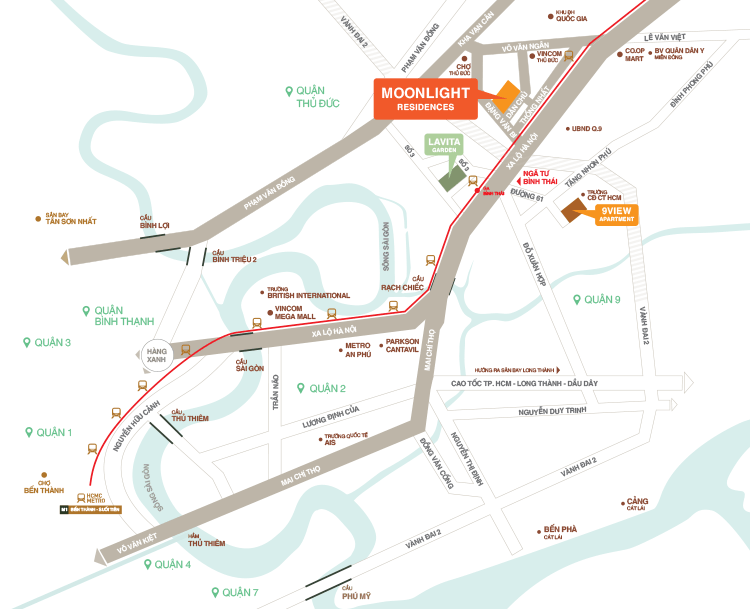 KHU ĐH
QUỐC GIA
VÀNH ĐAI 2
PHẠM VĂN ĐỒNG
KHA VẠN CÂN
VÕ VĂN NGÂN
LÊ VĂN VIỆT
CHỢ
THỦ ĐỨC
VINCOM
THỦ ĐỨC
CO.OP
MART
BV QUÂN DÂN Y
MIỀN ĐÔNG
ĐÌNH PHONG PHÚ
QUẬN
THỦ ĐỨC
MOONLIGHT
RESIDENCES
DÂN CHỦ
THỐNG NHẤT
ĐẶNG VĂN BI
XA LỘ HÀ NỘI
UBND Q.9
LAVITA
GARDEN
SỐ 3
SỐ 2
GA
BÌNH THÁI
NGÃ TƯ
BÌNH THÁI
TĂNG NHƠN PHÚ
ĐƯỜNG 61
TRƯỜNG
CĐ CT HCM
9VIEW
APARTMENT
PHẠM VĂN ĐỒNG
SÂN BAY
TÂN SƠN NHẤT
CẦU
BÌNH LỢI
CẦU
BÌNH TRIỆU 2
SÔNG SÀI GÒN
ĐỖ XUÂN HỢP
CẦU
RẠCH CHIẾC
TRƯỜNG
BRITISH INTERNATIONAL
VINCOM
MEGA MALL
QUẬN
BÌNH THẠNH
QUẬN 9
VÀNH ĐAI 2
QUẬN 3
HÀNG
XANH
XA LỘ HÀ NỘI
METRO
AN PHÚ
PARKSON
CANTAVIL
MAI CHÍ THỌ
CẦU
SÀI GÒN
HƯỚNG RA SÂN BAY LONG THÀNH
CAO TỐC TP. HCM - LONG THÀNH - DẦU DÂY
QUẬN 2
TRẦN NÃO
NGUYỄN HỮU CẢNH
CẦU
THỦ THIÊM
LƯƠNG ĐỊNH CỦA
NGUYỄN DUY TRINH
QUẬN 1
TRƯỜNG QUỐC TẾ
AIS
ĐỒNG VĂN CỐNG
NGUYỄN THỊ ĐỊNH
VÀNH ĐAI 2
CHỢ
BẾN THÀNH
SÔNG SÀI GÒN
MAI CHÍ THỌ
HCMC
METRO
M1 BẾN THÀNH - SUỐI TIÊN
CẢNG
CÁT LÁI
BẾN PHÀ
CÁT LÁI
VÕ VĂN KIỆT
HẦM
THỦ THIÊM
VÀNH ĐAI 2
QUẬN 4
QUẬN 7
CẦU
PHÚ MỸ